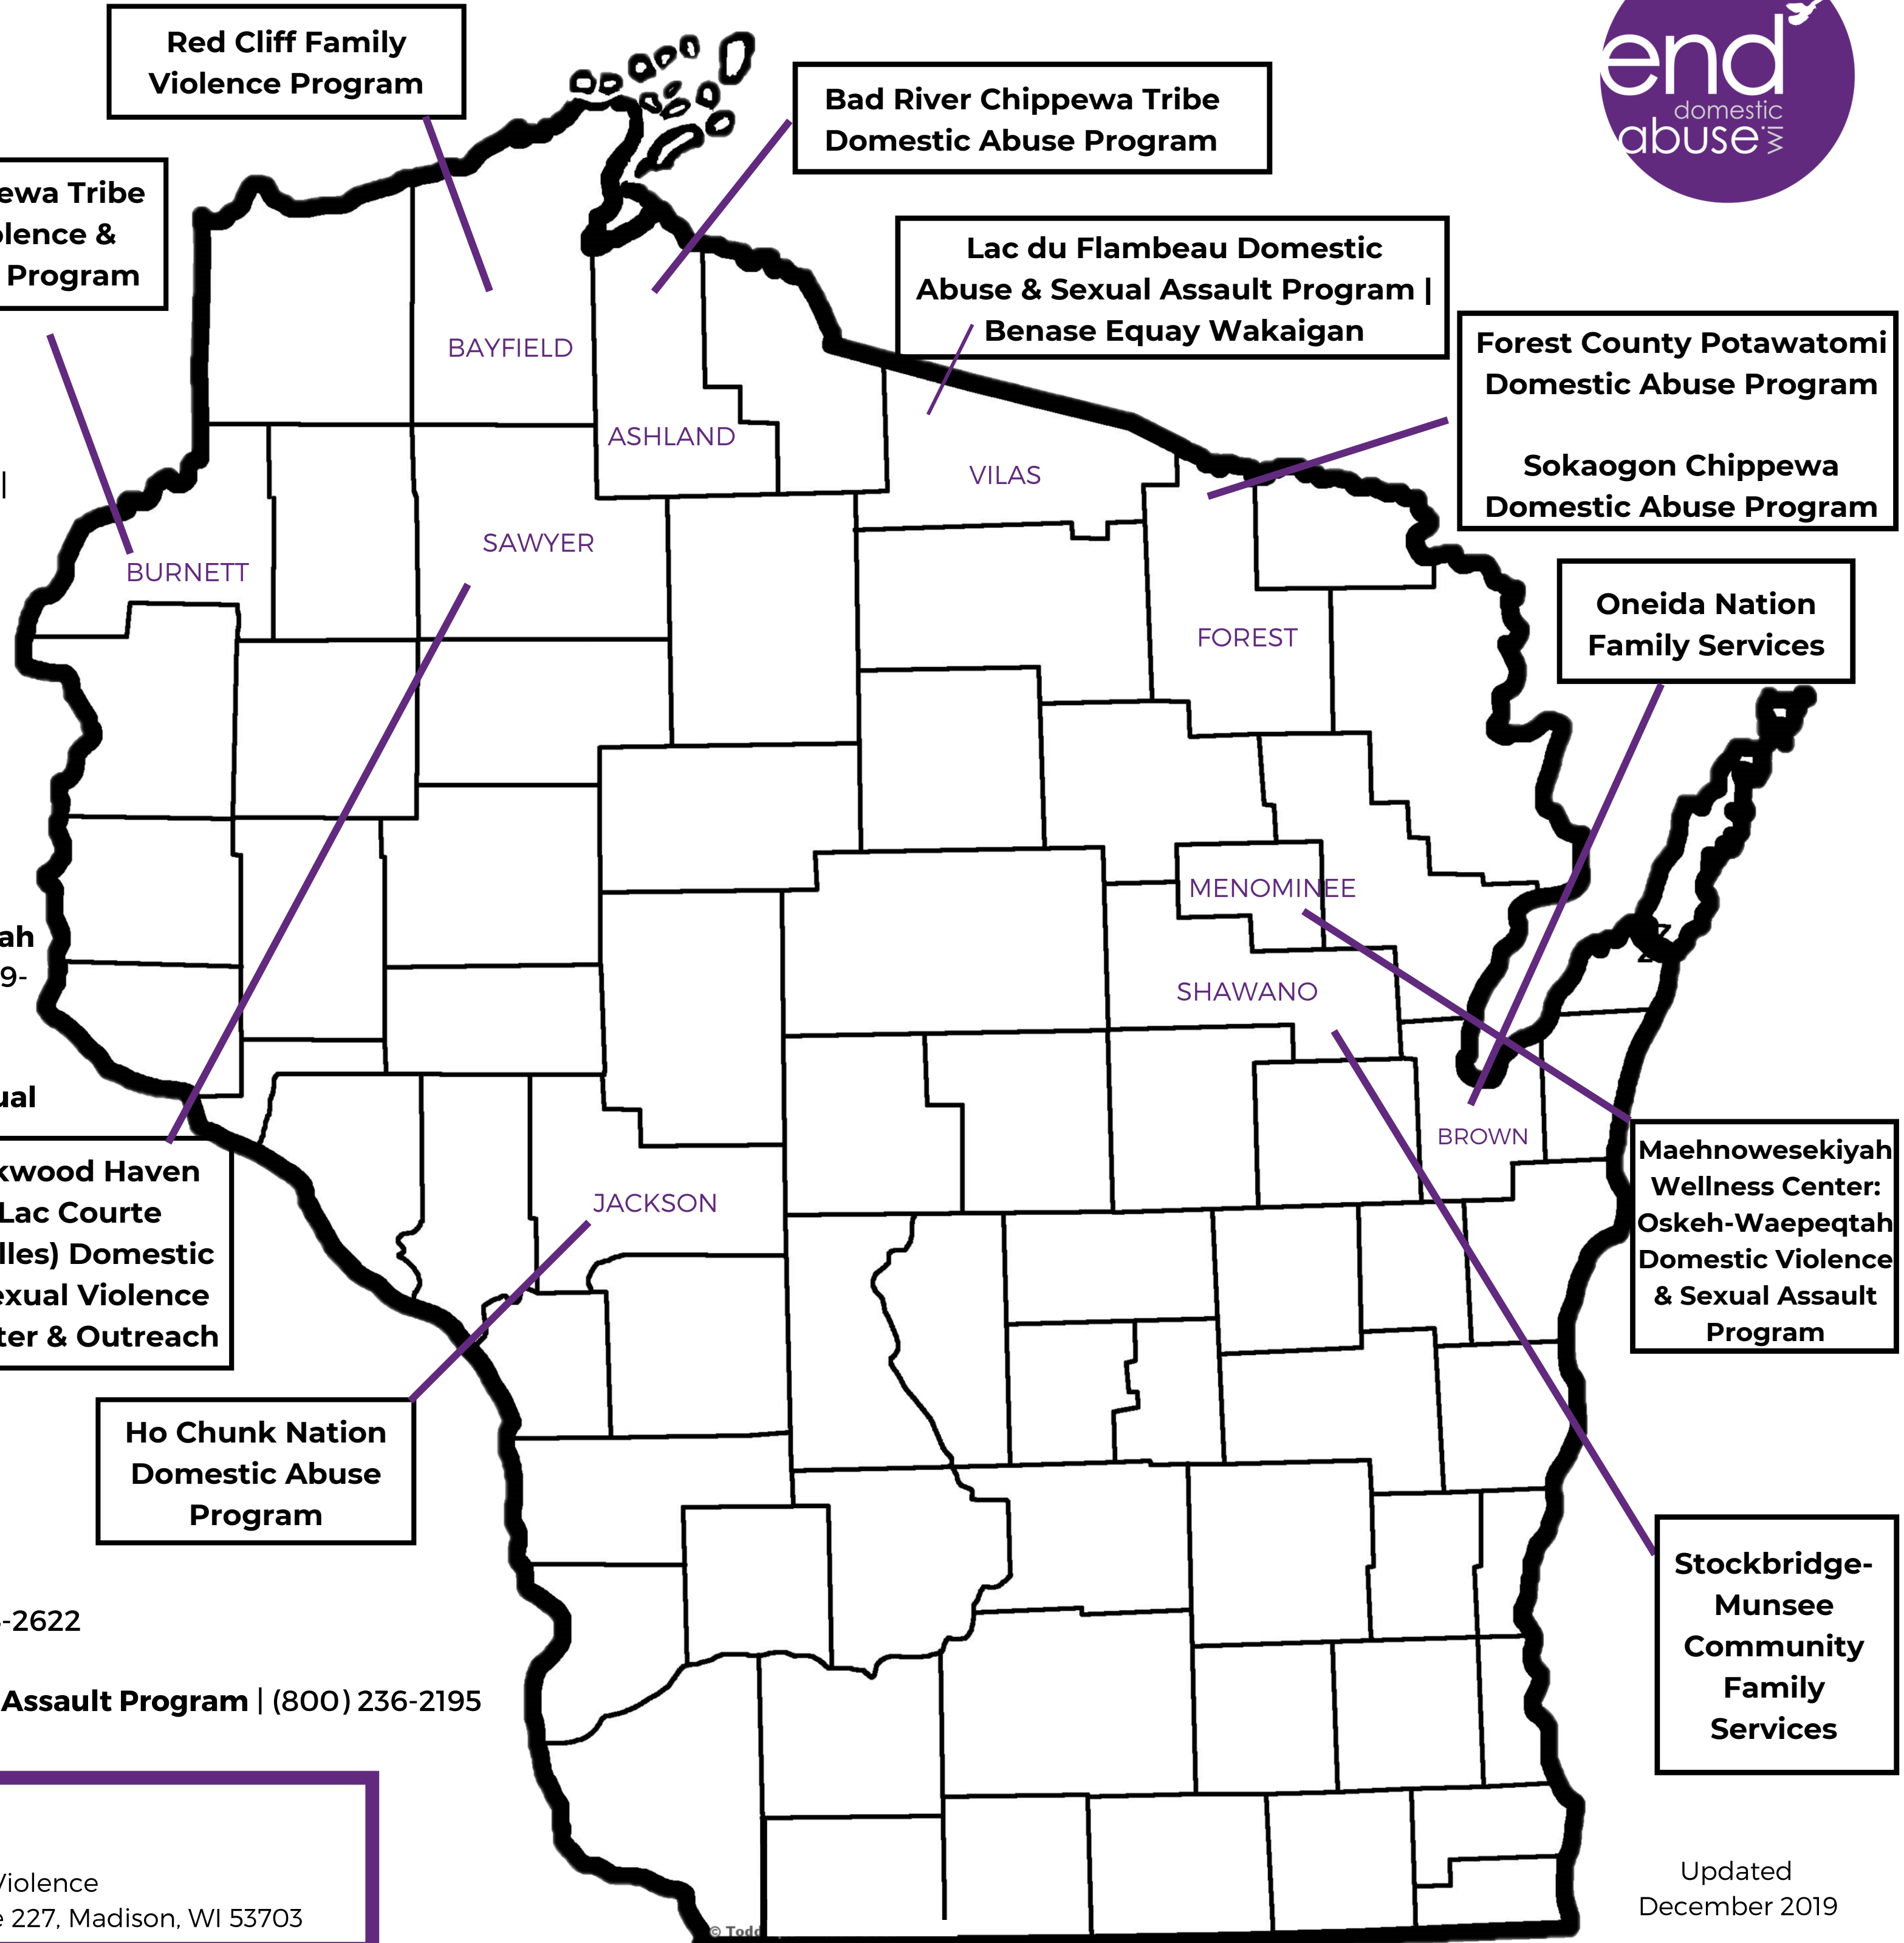 Red Cliff Family
Violence Program
Bad River Chippewa Tribe
Domestic Abuse Program
end
domestic
abuse wi
ewa Tribe
olence &
Program
Lac du Flambeau Domestic
Abuse & Sexual Assault Program |
Benase Equay Wakaigan
Forest County Potawatomi
Domestic Abuse Program
Sokaogon Chippewa
Domestic Abuse Program
BAYFIELD
ASHLAND
VILAS
|
SAWYER
BURNETT
FOREST
Oneida Nation
Family Services
MENOMINEE
ah
9-
SHAWANO
ual
BROWN
kwood Haven
Lac Courte
lles) Domestic
exual Violence
ter & Outreach
JACKSON
Maehnowesekiyah
Wellness Center:
Oskeh-Waepeqtah
Domestic Violence
& Sexual Assault
Program
Ho Chunk Nation
Domestic Abuse
Program
Stockbridge-
Munsee
Community
Family
Services
-2622
Assault Program | (800) 236-2195
Violence
e 227, Madison, WI 53703
Updated
December 2019
© Todd